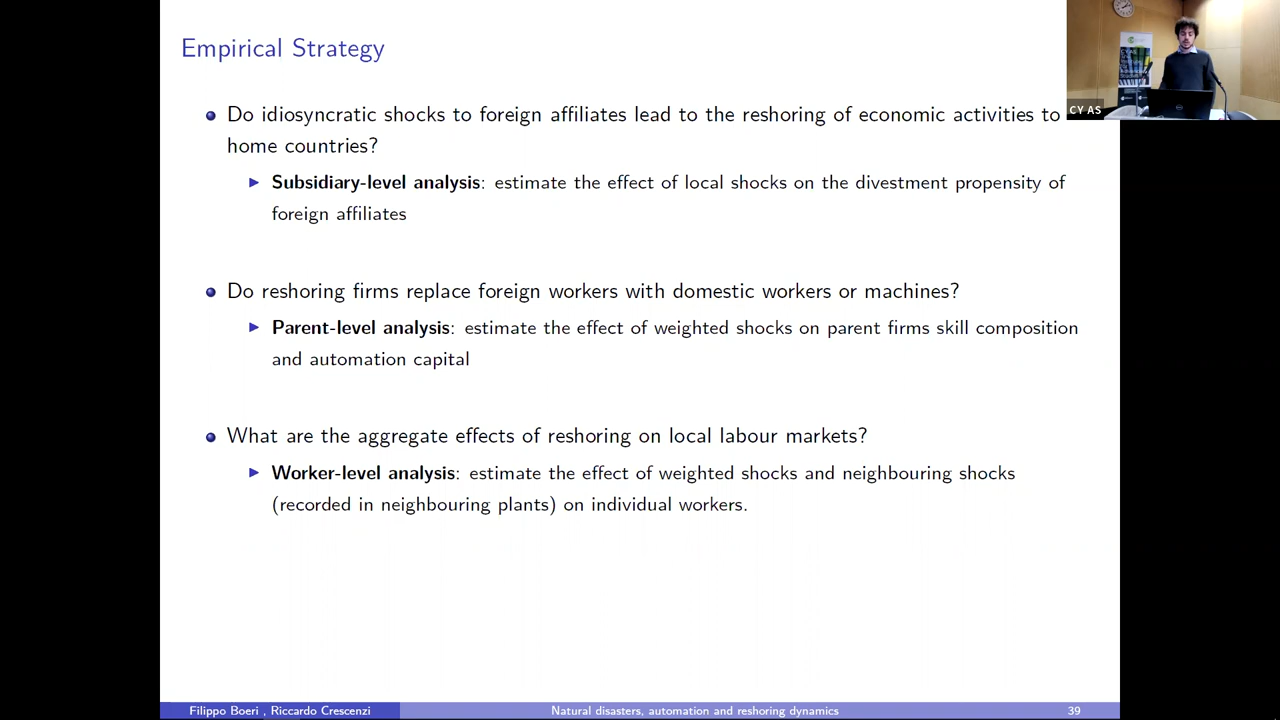 Empirical Strategy
Do idiosyncratic shocks to foreign affiliates lead to the reshoring of economic activities to
home countries?
Subsidiary-level analysis: estimate the effect of local shocks on the divestment propensity of
foreign affiliates
Do reshoring firms replace foreign workers with domestic workers or machines?
Parent-level analysis: estimate the effect of weighted shocks on parent firms skill composition
and automation capital
What are the aggregate effects of reshoring on local labour markets?
Worker-level analysis: estimate the effect of weighted shocks and neighbouring shocks
(recorded in neighbouring plants) on individual workers.
Filippo Boeri , Riccardo Crescenzi
Natural disasters, automation and reshoring dynamics
39
CY AS